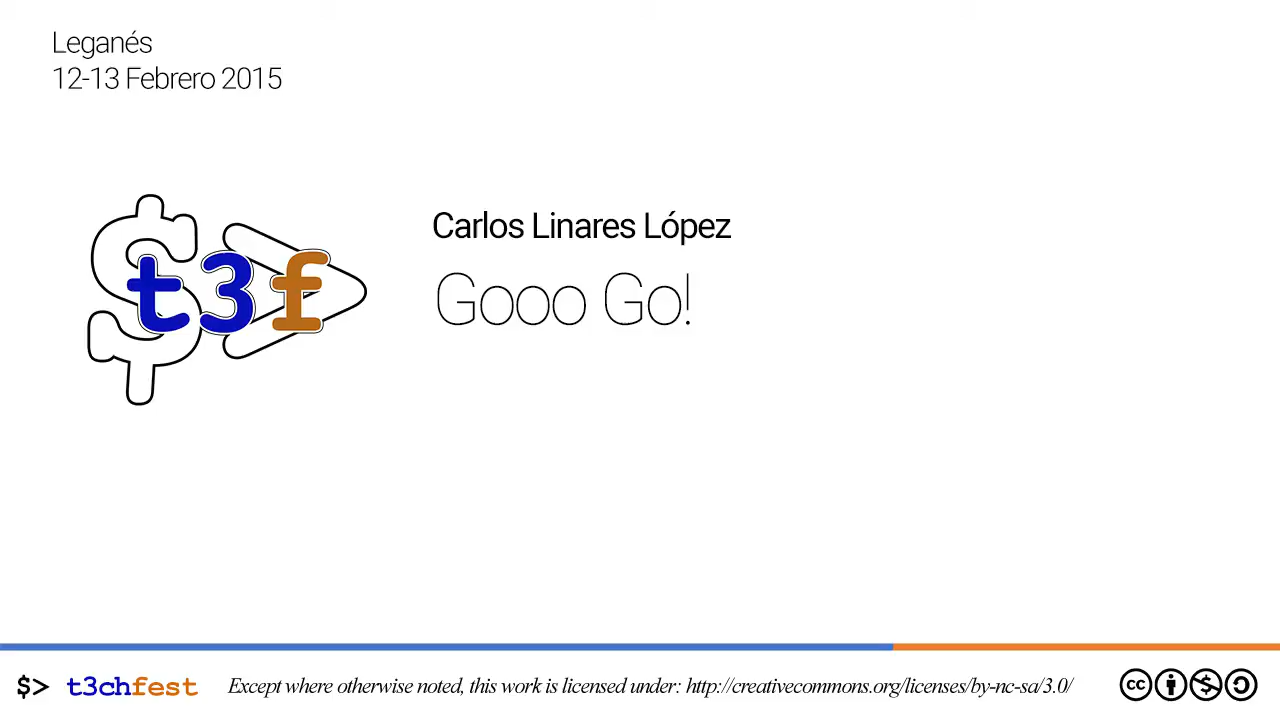 Leganés
12-13 Febrero 2015
$> t3f
Carlos Linares López
Gooo Go!
$> t3chfest
Except where otherwise noted, this work is licensed under: http://creativecommons.org/licenses/by-nc-sa/3.0/
cc